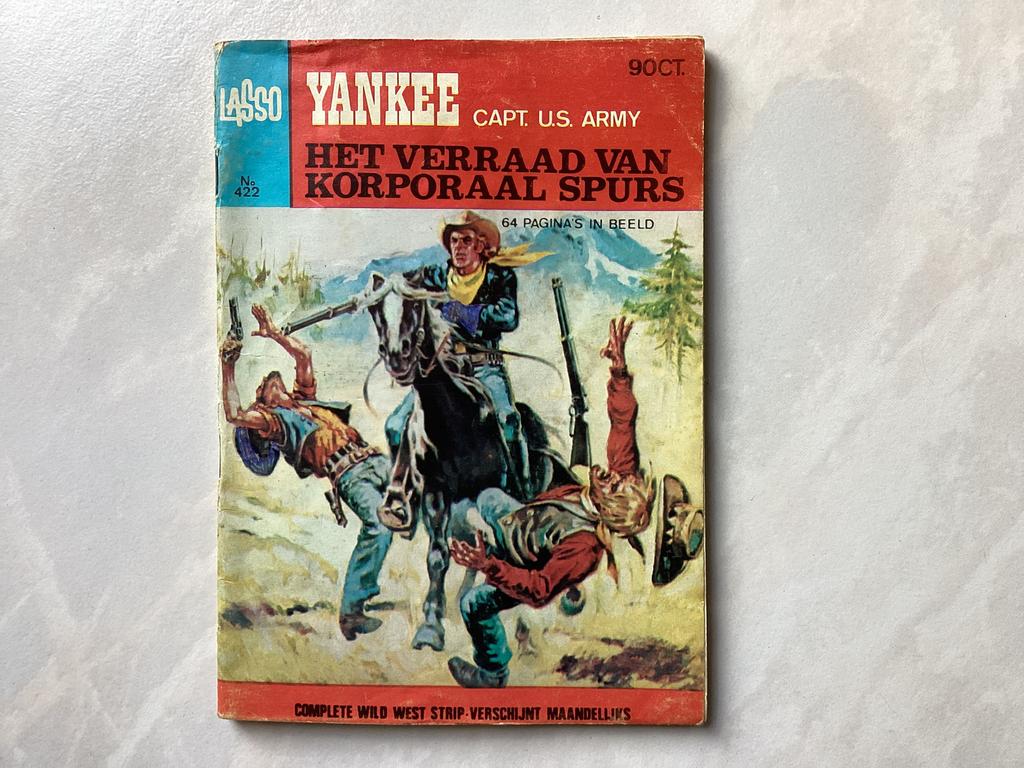 LASSO
No
422
90CT.
YANKEE CAPT. U.S. ARMY
HET VERRAAD VAN
KORPORAAL SPURS
64 PAGINA'S IN BEELD
COMPLETE WILD WEST STRIP-VERSCHIJNT MAANDELIJKS